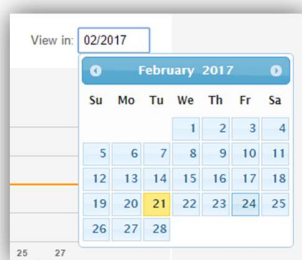 View in: 02/2017
February 2017
Su Mo Tu We Th Fr Sa
1 2 3 4
5 6 7 8 9 10 11
12 13 14 15 16 17 18
19 20 21 22 23 24 25
26 27 28
25 27